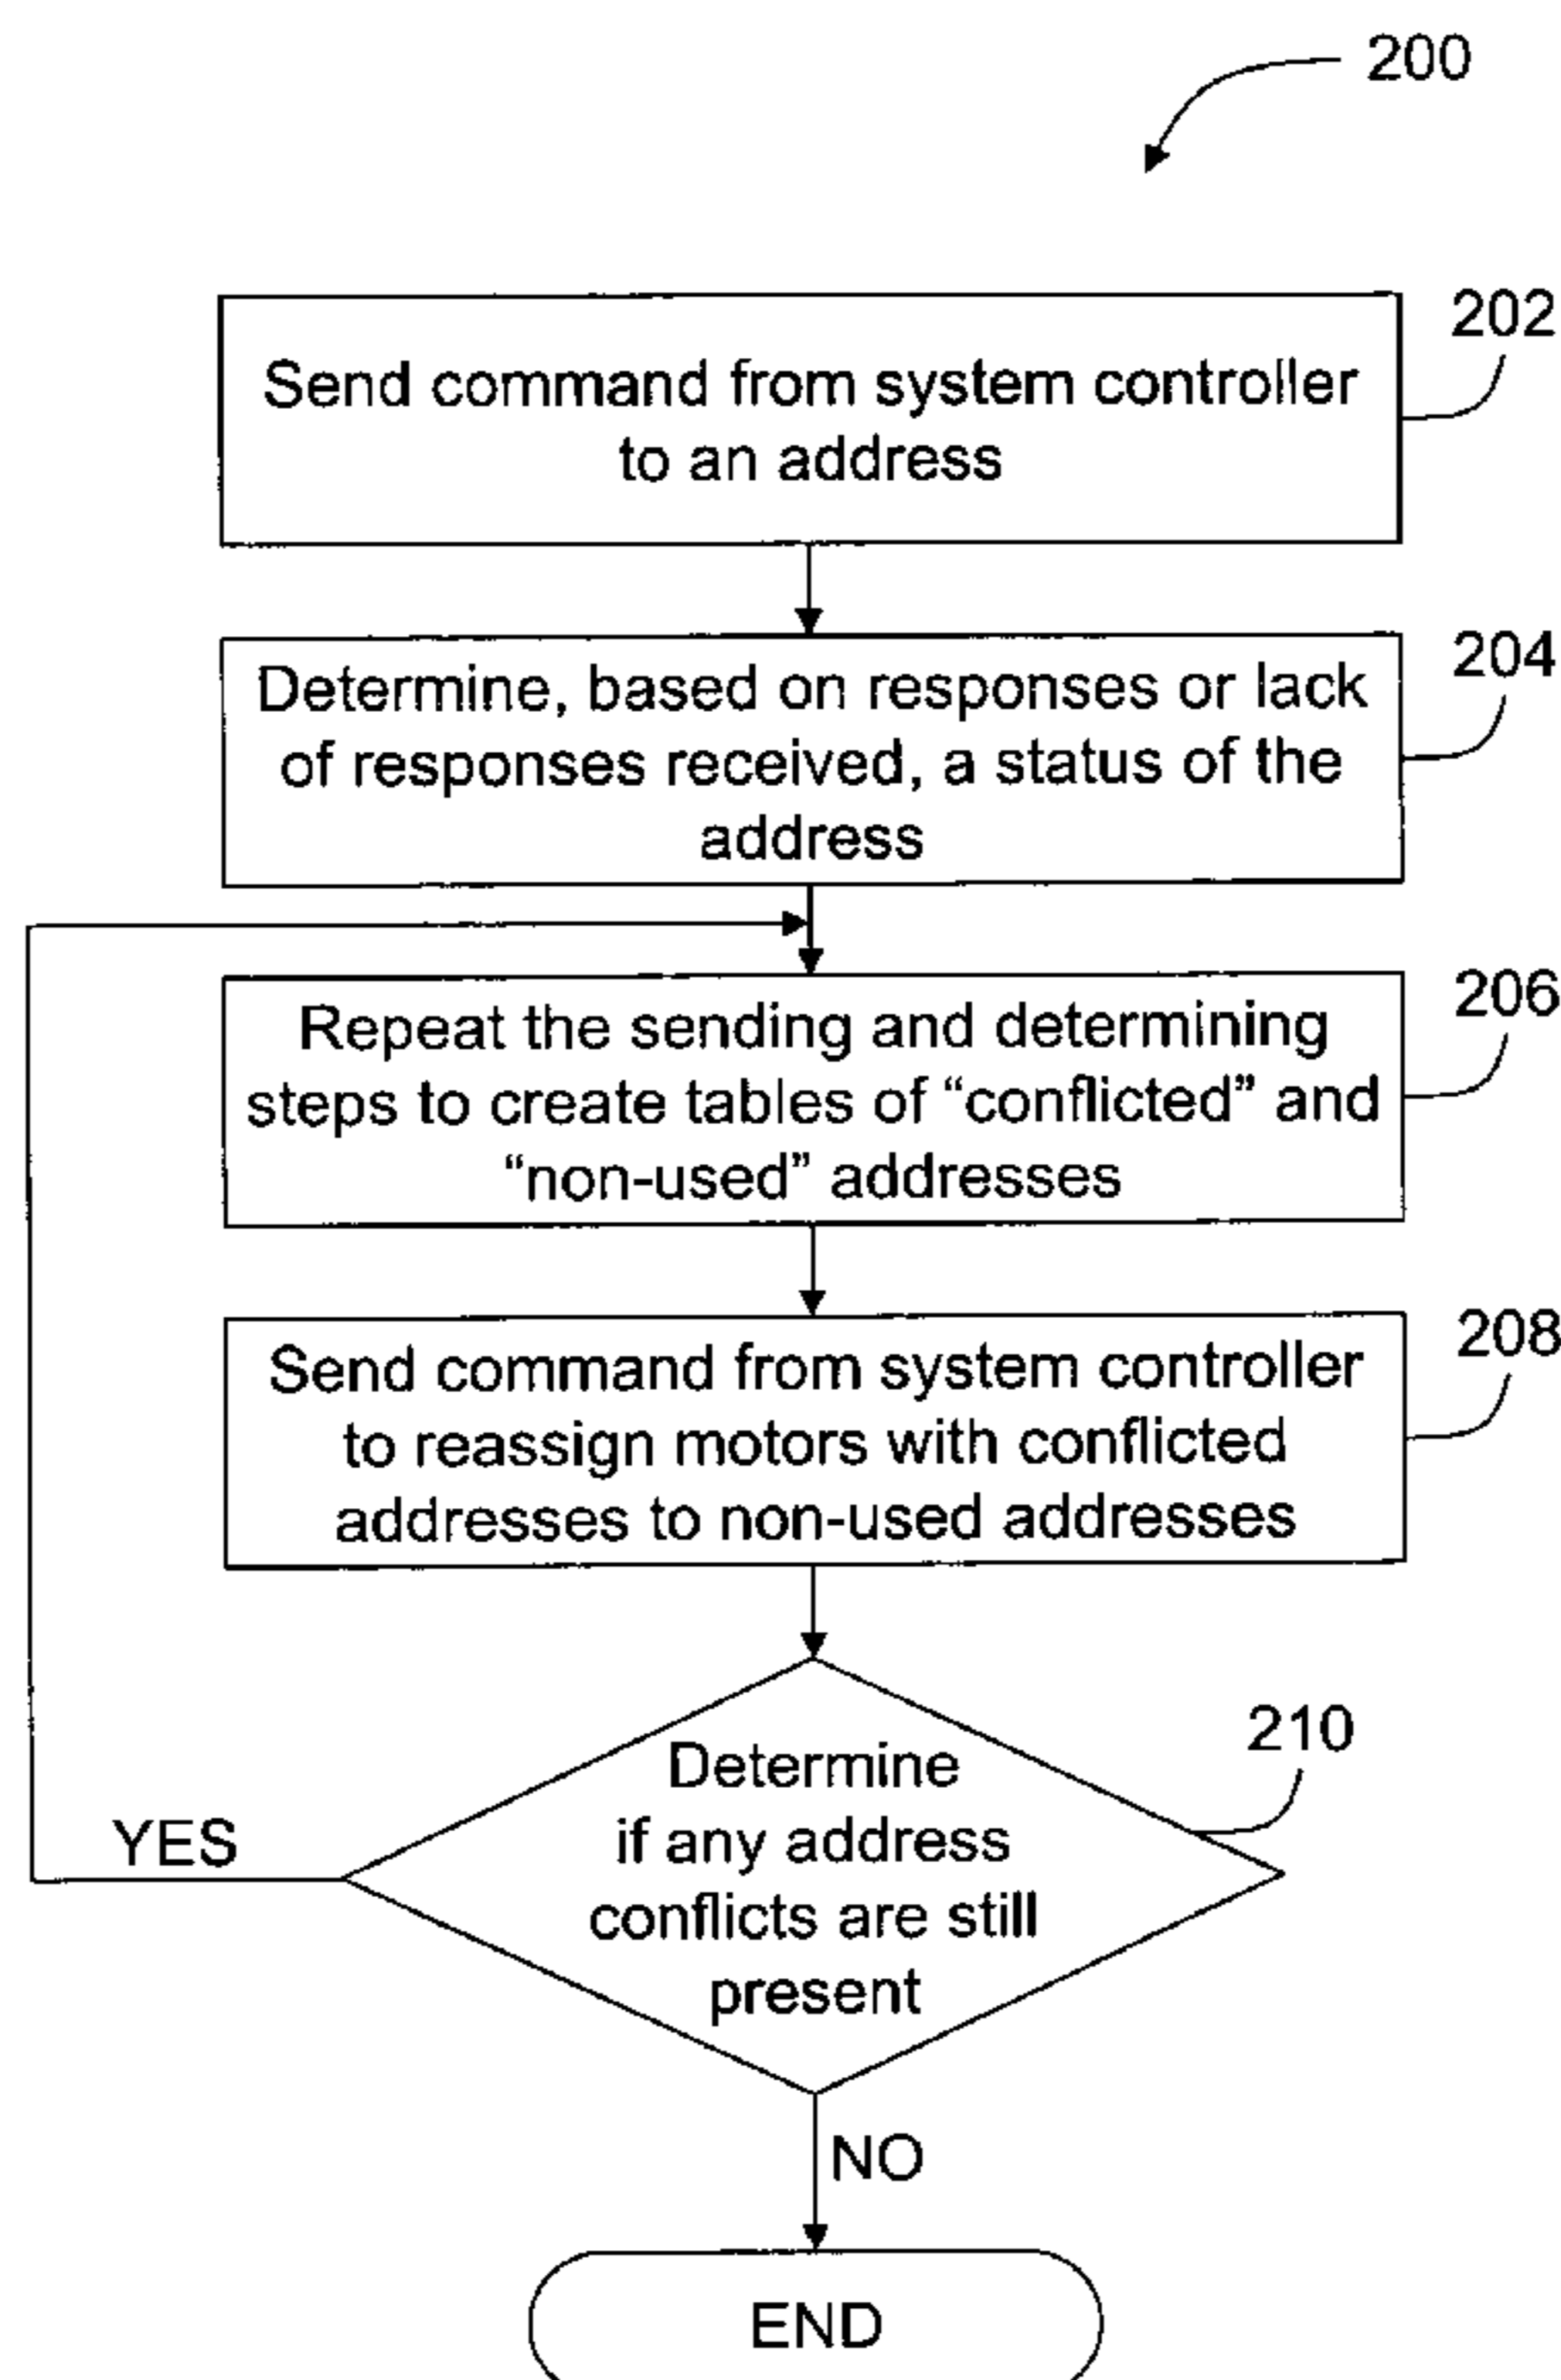 200
202
Send command from system controller
to an address
204
Determine, based on responses or lack
of responses received, a status of the
address
206
Repeat the sending and determining
steps to create tables of “conflicted” and
“non-used” addresses
208
Send command from system controller
to reassign motors with conflicted
addresses to non-used addresses
210
Determine
if any address
conflicts are still
present
YES
NO
END